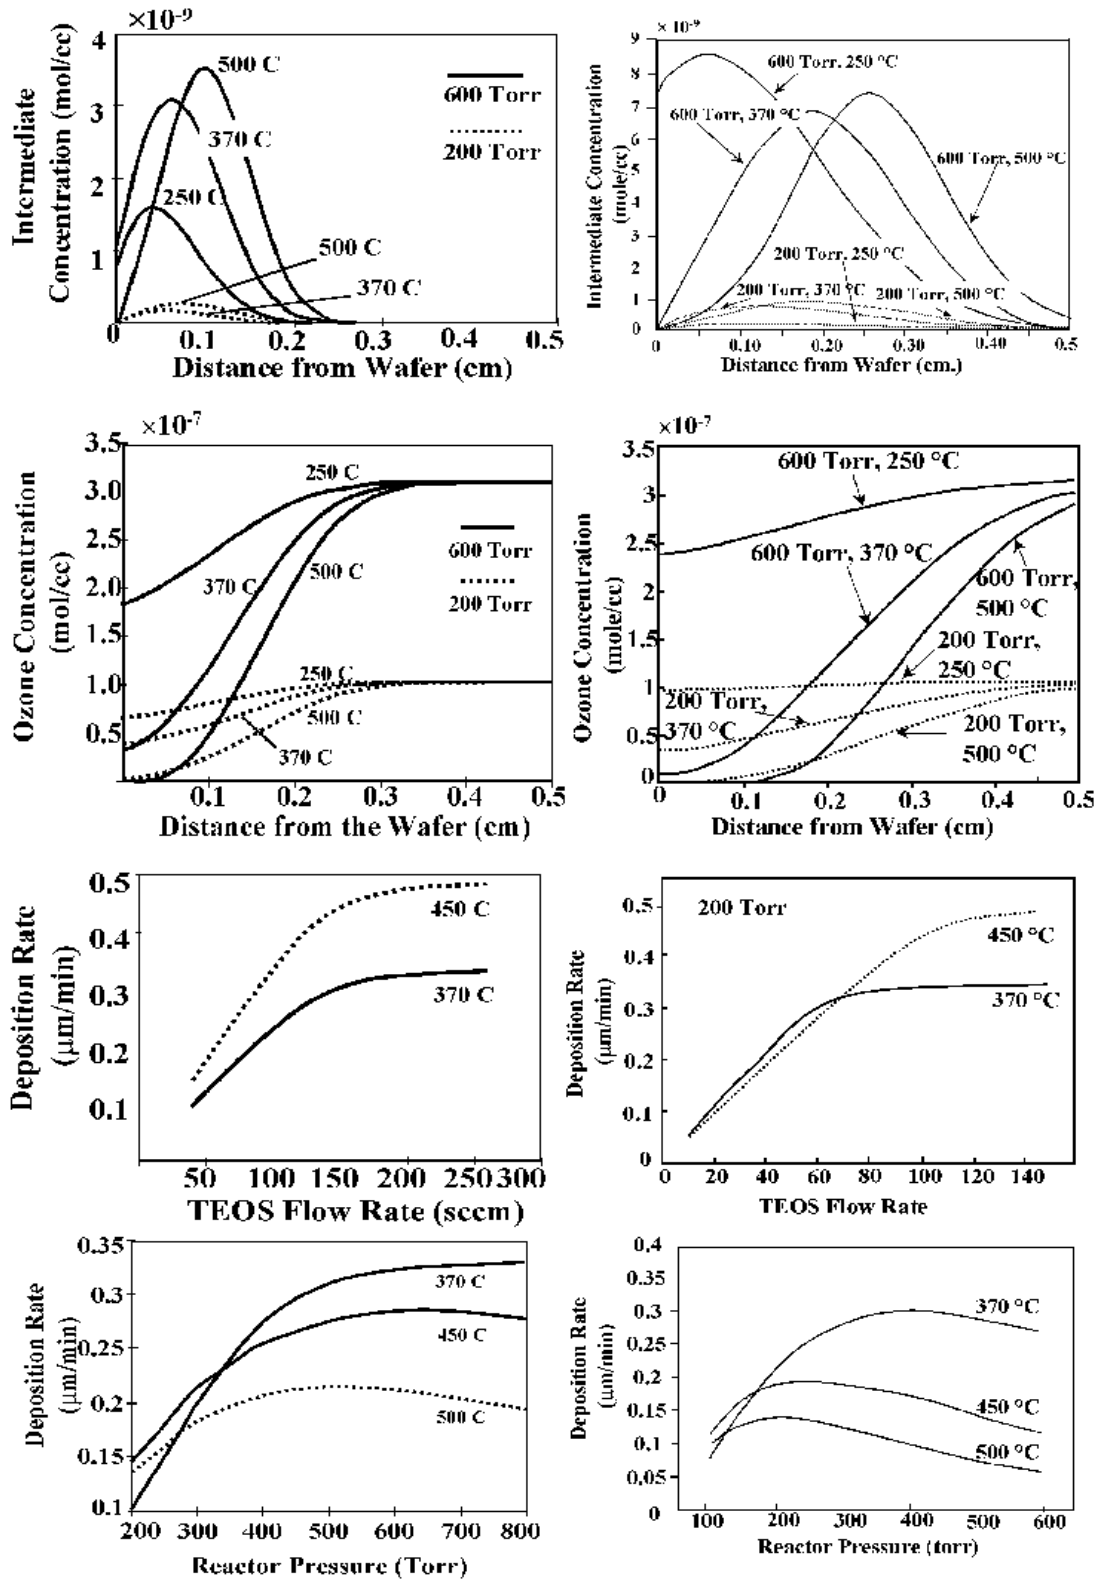 ×10⁻⁹
Intermediate
Concentration (mol/cc)
4
3
2
1
0
500 C
600 Torr
200 Torr
370 C
250 C
500 C
370 C
0.1
0.2
0.3
0.5
Distance from Wafer (cm)
× 10⁻⁹
Intermediate Concentration
(mole/cc)
9
8
7
6
5
4
3
3
1
0
600 Torr, 250 °C
600 Torr, 370 °C
600 Torr, 500 °C
200 Torr, 250 °C
200 Torr, 370 °C
200 Torr, 500 °C
0
0.10
0.20
0.30
0.40
0.5
Distance from Wafer (cm.)
×10⁻⁷
Ozone Concentration
(mol/cc)
3.5
3.0
2.5
2.0
1.5
1.0
0.5
250 C
600 Torr
370 C
500 C
200 Torr
250 C
500 C
370 C
0.1
0.2
0.3
0.4
0.5
Distance from the Wafer (cm)
×10⁻⁷
Ozone Concentration
(mole/cc)
3.5
3
2.5
2
1.5
1
0.5
0
600 Torr, 250 °C
600 Torr, 370 °C
600 Torr,
500 °C
200 Torr,
250 °C
200 Torr,
370 °C
200 Torr,
500 °C
0
0.1
0.2
0.3
0.4
0.5
Distance from Wafer (cm)
Deposition Rate
(μm/min)
0.5
0.4
0.3
0.2
0.1
450 C
370 C
50
100
150
200
250
300
TEOS Flow Rate (sccm)
Deposition Rate
(μm/min)
0.5
0.4
0.3
0.2
0.1
0
200 Torr
450 °C
370 °C
0
20
40
60
80
100
120
140
TEOS Flow Rate
Deposition Rate
(μm/min)
0.35
0.3
0.25
0.2
0.15
0.1
370 C
450 C
500 C
200
300
400
500
600
700
800
Reactor Pressure (Torr)
Deposition Rate
(μm/min)
0.4
0.35
0.3
0.25
0.2
0.15
0.1
0.05
0
370 °C
450 °C
500 °C
100
200
300
400
500
600
Reactor Pressure (torr)